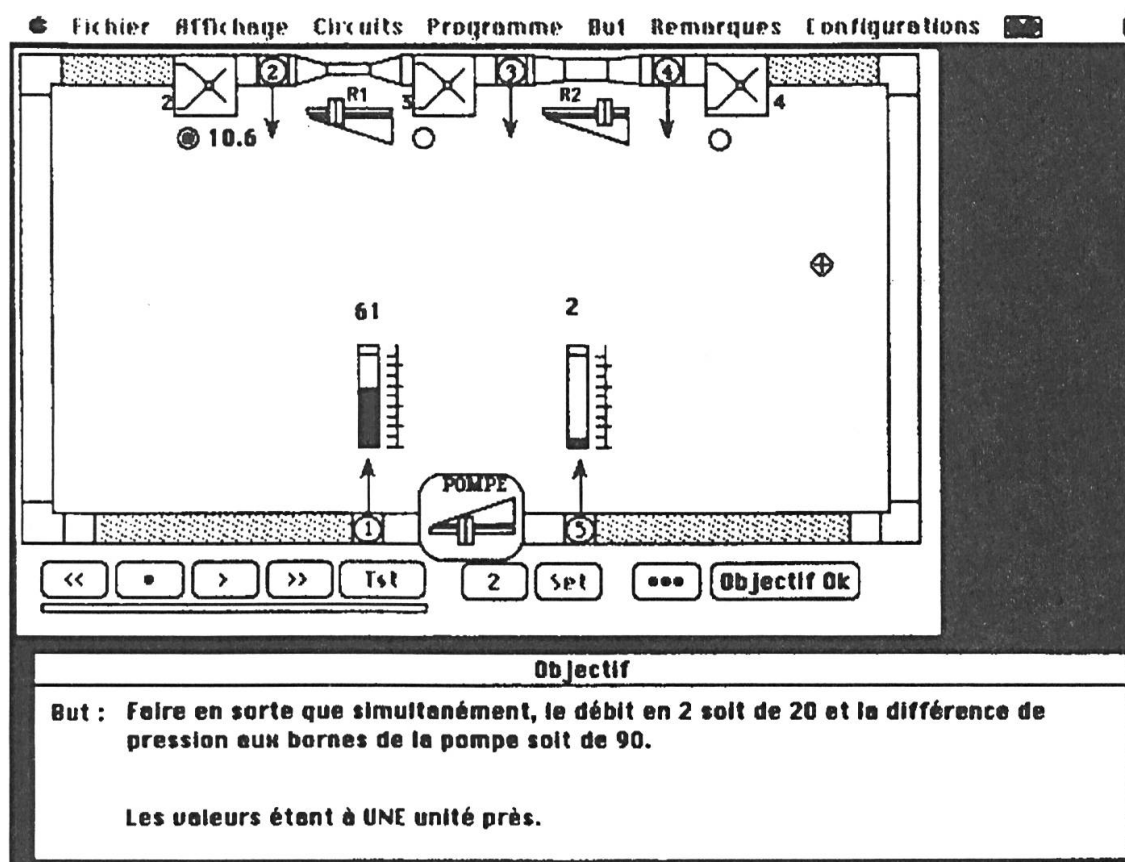 Fichier Affichage Circuits Programme But Remarques Configurations
2 3 4
R1 R2
2 3 4
10.6
61 2
POMPE
1 5
<< • > >> Tst 2 Set ••• Objectif Ok
Objectif
But : Faire en sorte que simultanément, le débit en 2 soit de 20 et la différence de
pression aux bornes de la pompe soit de 90.
Les valeurs étant à UNE unité près.